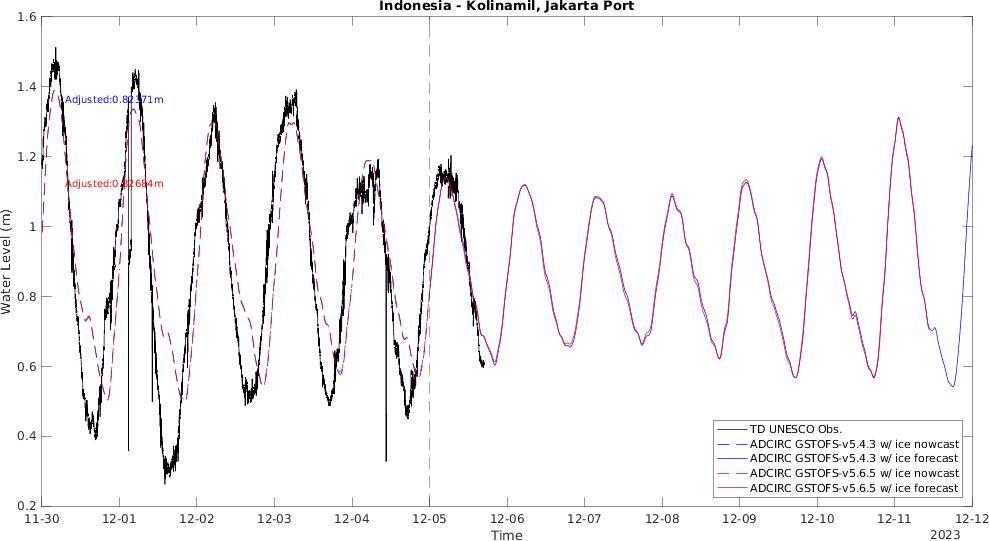 Indonesia - Kolinamil, Jakarta Port
1.6
1.4
1.2
1
0.8
0.6
0.4
0.2
Water Level (m)
Adjusted:0.82371m
Adjusted:0.82684m
TD UNESCO Obs.
ADCIRC GSTOFS-v5.4.3 w/ ice nowcast
ADCIRC GSTOFS-v5.4.3 w/ ice forecast
ADCIRC GSTOFS-v5.6.5 w/ ice nowcast
ADCIRC GSTOFS-v5.6.5 w/ ice forecast
11-30 12-01 12-02 12-03 12-04 12-05 12-06 12-07 12-08 12-09 12-10 12-11 12-12
Time
2023